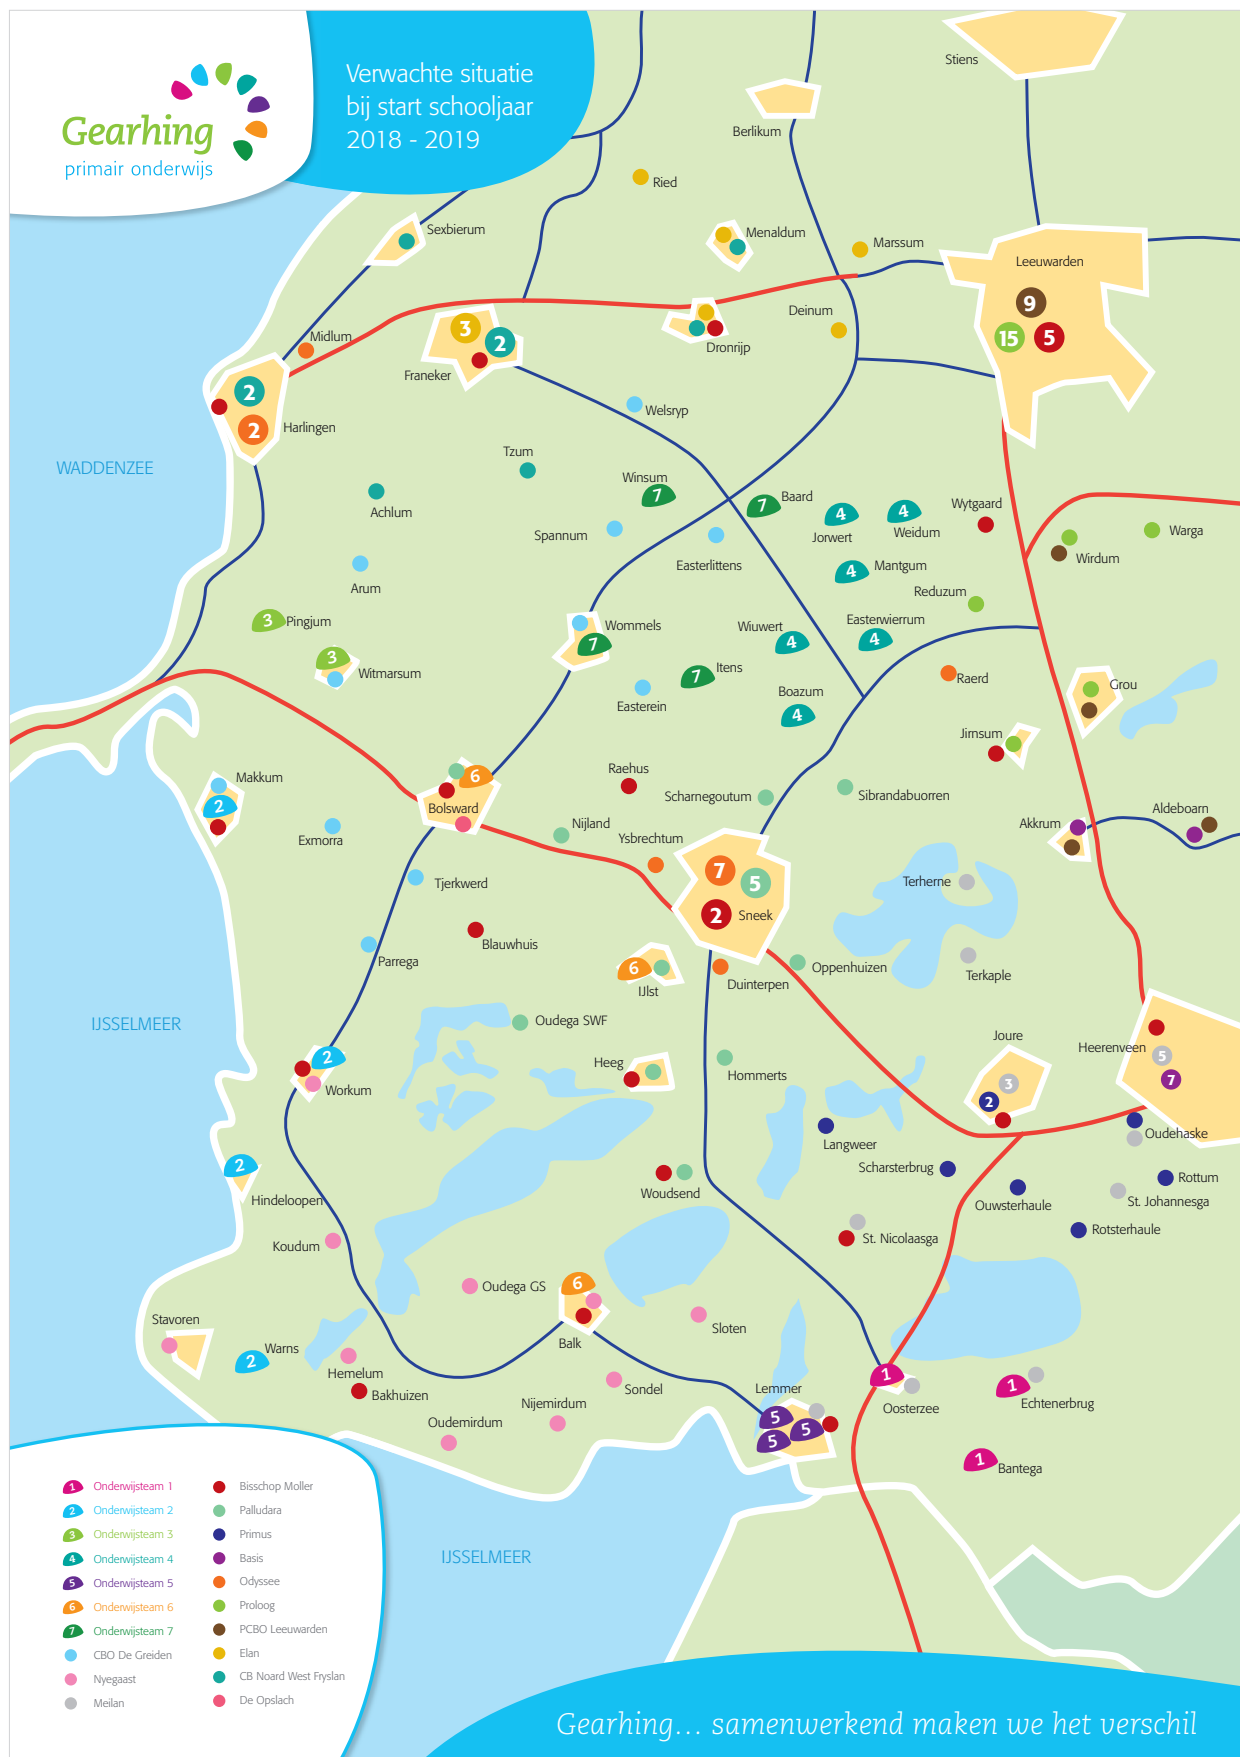 Gearhing
primair onderwijs
Verwachte situatie
bij start schooljaar
2018 - 2019
Stiens
Berlikum
Ried
Sexbierum
Menaldum
Marssum
Leeuwarden
9
15
5
Deinum
Midlum
3
2
Franeker
Dronrijp
2
2
Harlingen
Welsryp
WADDENZEE
Tzum
Winsum
7
7
Baard
Achlum
4
Jorwert
4
Weidum
Wytgaard
Warga
Spannum
Easterlittens
Wirdum
4
Mantgum
Arum
Reduzum
3
Pingjum
Wommels
7
Wiuwert
4
Easterwierrum
4
3
Witmarsum
7
Itens
Raerd
Grou
Easterein
Boazum
4
Jirnsum
Makkum
2
6
Bolsward
Raehus
Scharnegoutum
Sibrandabuorren
Aldeboarn
Akkrum
Exmorra
Nijland
Ysbrechtum
7
5
2
Sneek
Tjerkwerd
Terherne
Blauwhuis
Parrega
6
IJlst
Duinterpen
Oppenhuizen
Terkaple
IJSSELMEER
Oudega SWF
Joure
Heerenveen
5
7
2
Workum
Heeg
Hommerts
3
2
Langweer
Oudehaske
2
Hindeloopen
Woudsend
Scharsterbrug
Rottum
Ouwsterhaule
St. Johannesga
Koudum
St. Nicolaasga
Rotsterhaule
Oudega GS
6
Balk
Sloten
Stavoren
2
Warns
Hemelum
Bakhuizen
Sondel
Lemmer
5
5
5
1
Oosterzee
1
Echtenerbrug
Nijemirdum
Oudemirdum
1
Bantega
IJSSELMEER
1 Onderwijsteam 1
2 Onderwijsteam 2
3 Onderwijsteam 3
4 Onderwijsteam 4
5 Onderwijsteam 5
6 Onderwijsteam 6
7 Onderwijsteam 7
CBO De Greiden
Nyegaast
Meilan
Bisschop Moller
Palludara
Primus
Basis
Odyssee
Proloog
PCBO Leeuwarden
Elan
CB Noard West Fryslan
De Opslach
Gearhing... samenwerkend maken we het verschil